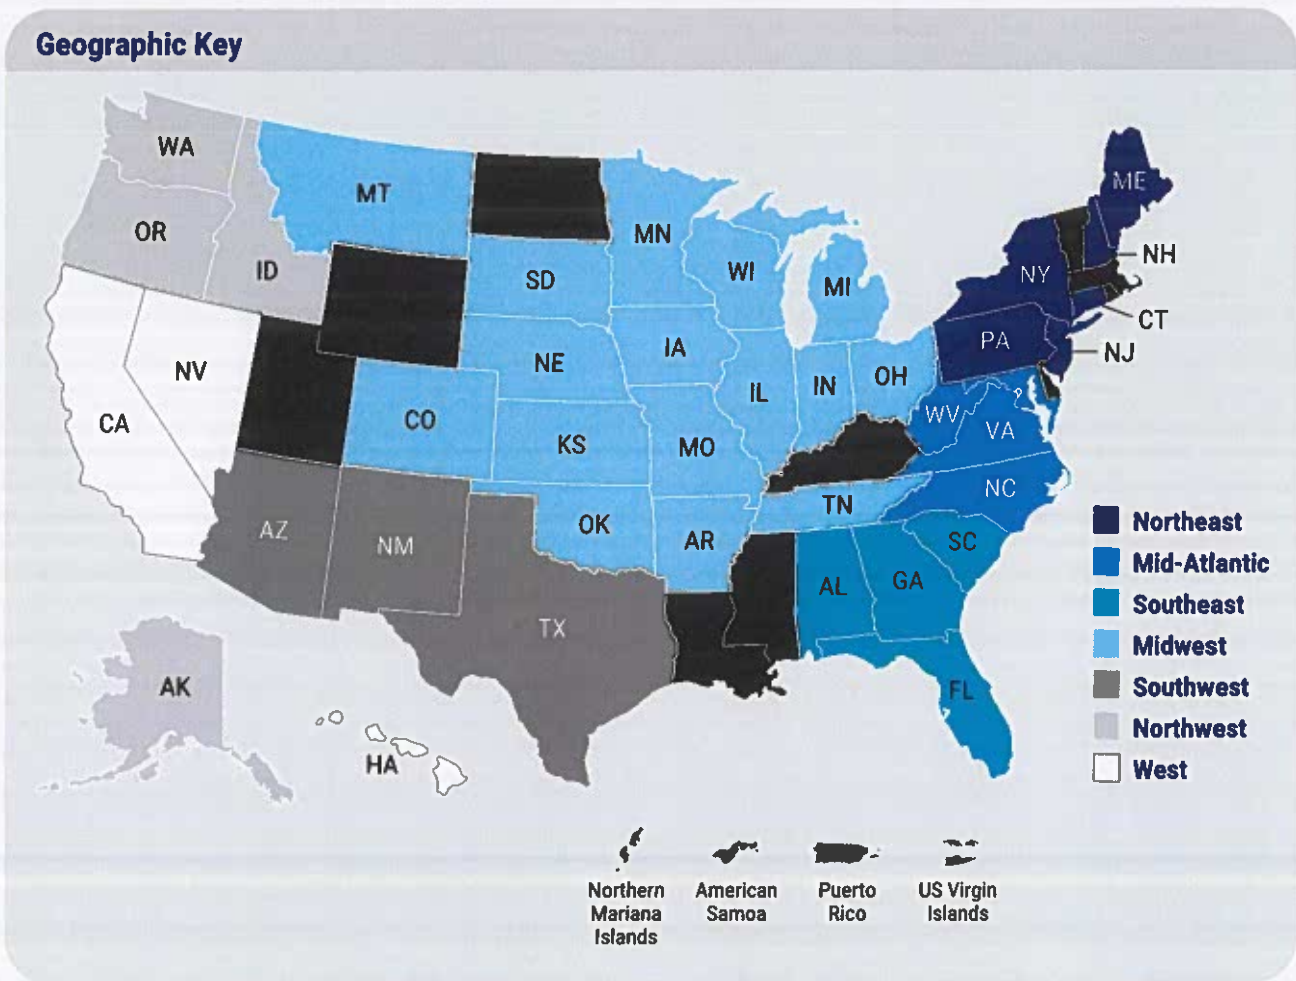 Geographic Key
WA
MT
ME
OR
MN
NH
ID
WI
NY
SD
MI
CT
IA
PA
NJ
NE
NV
OH
IL
IN
CO
WV
CA
VA
KS
MO
NC
TN
OK
AZ
AR
SC
NM
AL
GA
TX
AK
FL
HA
Northeast
Mid-Atlantic
Southeast
Midwest
Southwest
Northwest
West
Northern
Mariana
Islands
American
Samoa
Puerto
Rico
US Virgin
Islands